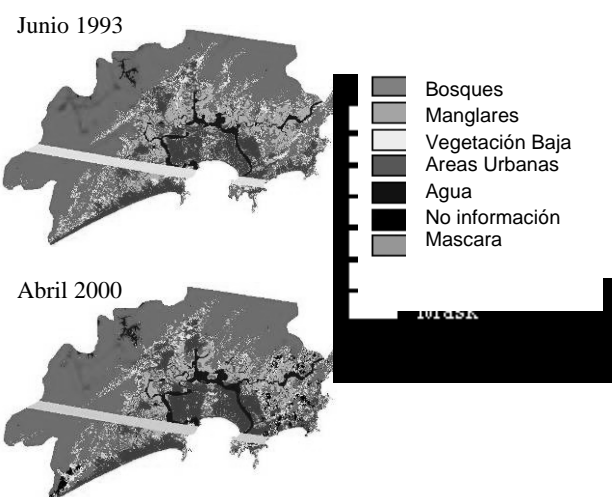 Junio 1993
Bosques
Manglares
Vegetación Baja
Areas Urbanas
Agua
No información
Mascara
Abril 2000